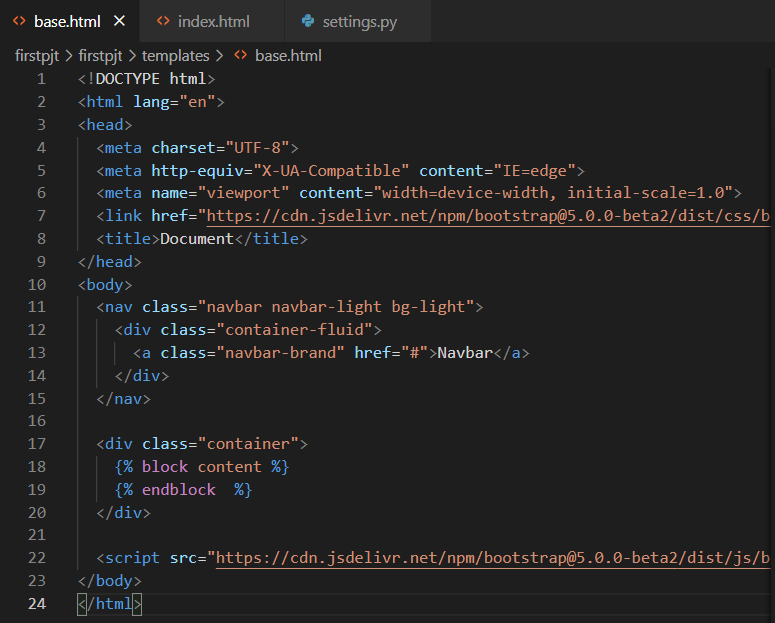 base.html
index.html
settings.py
firstpjt > firstpjt > templates > base.html
1 <!DOCTYPE html>
2 <html lang="en">
3 <head>
4   <meta charset="UTF-8">
5   <meta http-equiv="X-UA-Compatible" content="IE=edge">
6   <meta name="viewport" content="width=device-width, initial-scale=1.0">
7   <link href="https://cdn.jsdelivr.net/npm/bootstrap@5.0.0-beta2/dist/css/b
8   <title>Document</title>
9 </head>
10 <body>
11   <nav class="navbar navbar-light bg-light">
12     <div class="container-fluid">
13       <a class="navbar-brand" href="#">Navbar</a>
14     </div>
15   </nav>
16
17   <div class="container">
18     {% block content %}
19     {% endblock  %}
20   </div>
21
22   <script src="https://cdn.jsdelivr.net/npm/bootstrap@5.0.0-beta2/dist/js/b
23 </body>
24 </html>